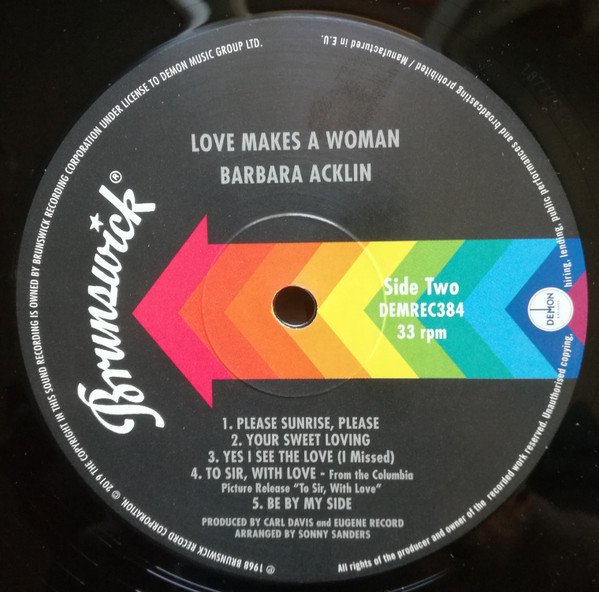 LOVE MAKES A WOMAN
BARBARA ACKLIN
Brunswick®
Side Two
DEMREC384
33 rpm
DEMON
1. PLEASE SUNRISE, PLEASE
2. YOUR SWEET LOVING
3. YES I SEE THE LOVE (I Missed)
4. TO SIR, WITH LOVE - From the Columbia
Picture Release "To Sir, With Love"
5. BE BY MY SIDE
PRODUCED BY CARL DAVIS and EUGENE RECORD
ARRANGED BY SONNY SANDERS
℗ 1968 BRUNSWICK RECORD CORPORATION © 2019 THE COPYRIGHT IN THIS SOUND RECORDING IS OWNED BY BRUNSWICK RECORDING CORPORATION UNDER LICENSE TO DEMON MUSIC GROUP LTD.
All rights of the producer and owner of the recorded work reserved. Unauthorised copying, hiring, lending, public performances and broadcasting prohibited / Manufactured in E.U.